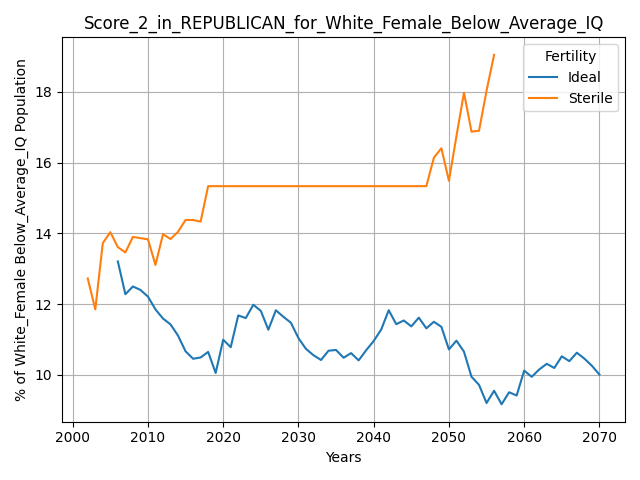 Score_2_in_REPUBLICAN_for_White_Female_Below_Average_IQ
% of White_Female Below_Average_IQ Population
18
16
14
12
10
Fertility
Ideal
Sterile
2000 2010 2020 2030 2040 2050 2060 2070
Years